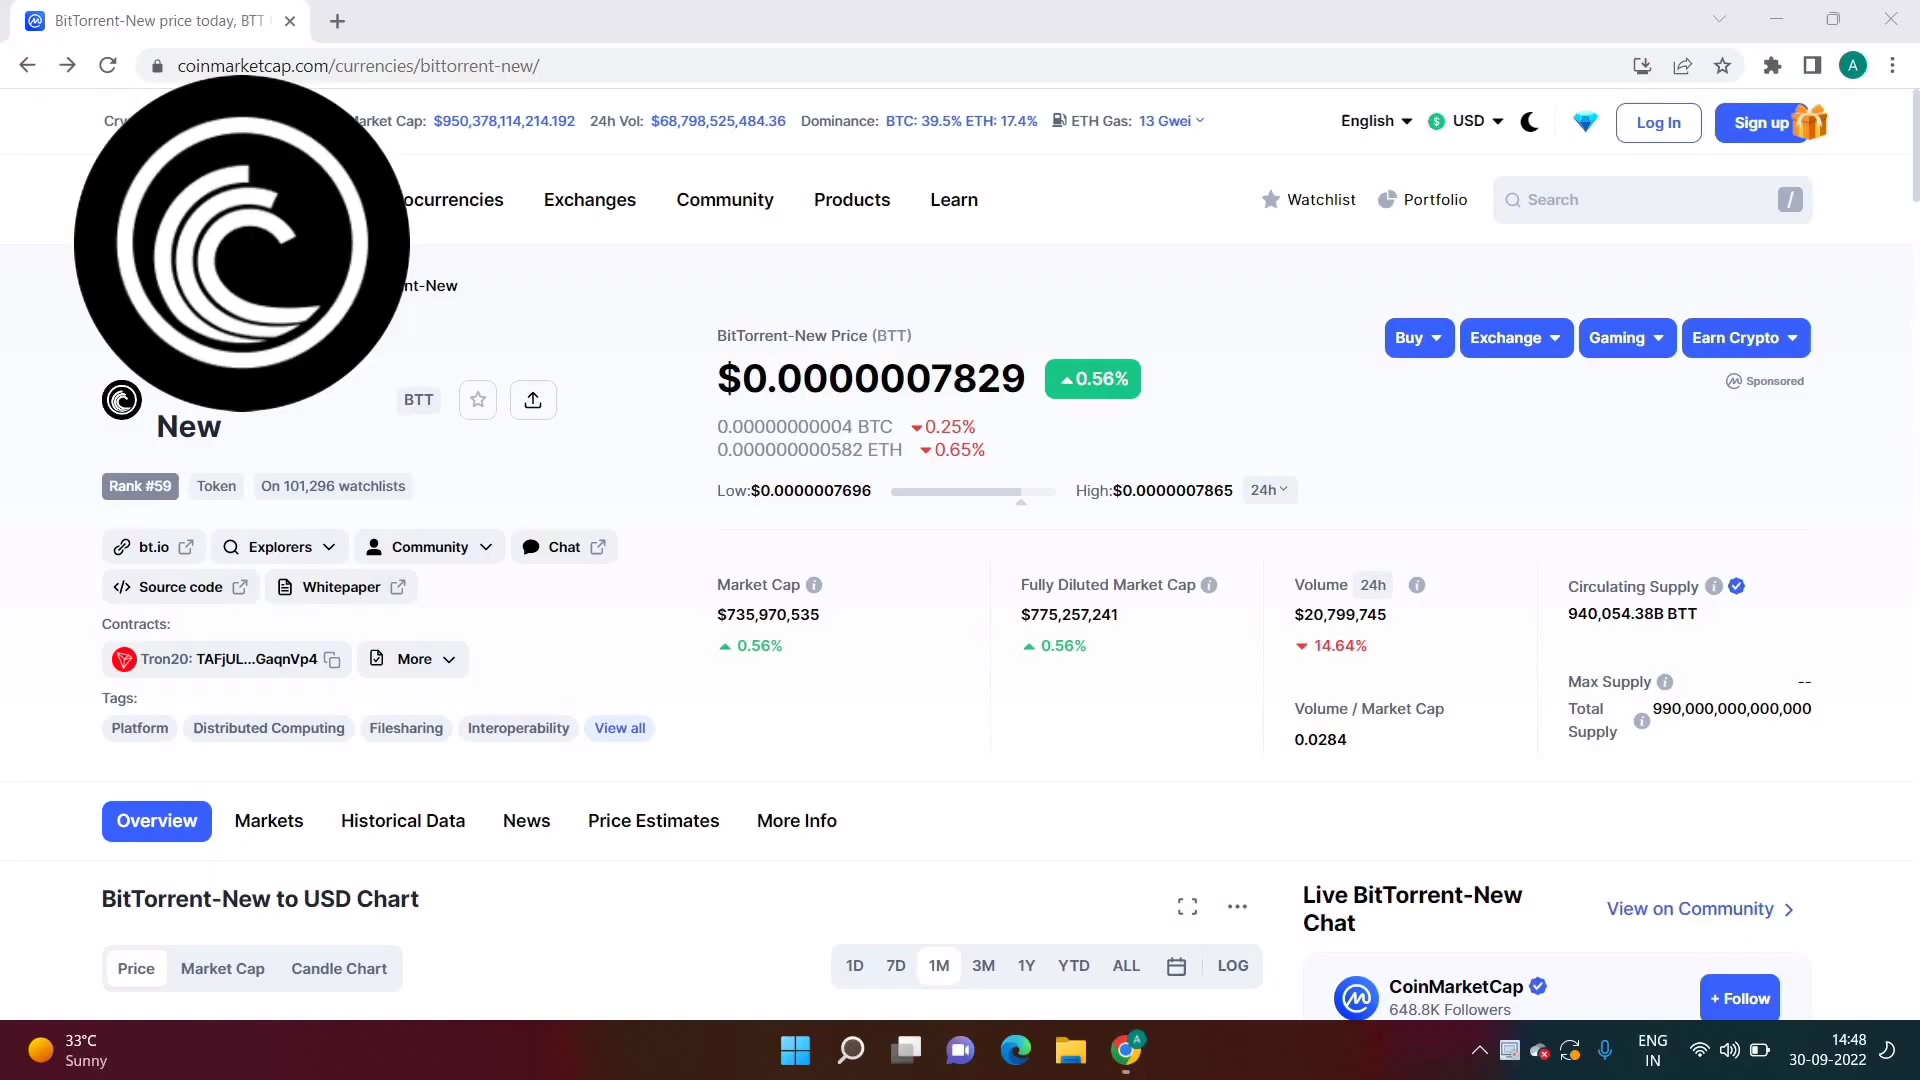 BitTorrent-New price today, BTT
coinmarketcap.com/currencies/bittorrent-new/
A
Market Cap: $950,378,114,214.192 24h Vol: $68,798,525,484.36 Dominance: BTC: 39.5% ETH: 17.4% ETH Gas: 13 Gwei
English USD Log In Sign up
ocurrencies Exchanges Community Products Learn
Watchlist Portfolio Search /
nt-New
BitTorrent-New Price (BTT)
Buy Exchange Gaming Earn Crypto
$0.0000007829 0.56%
Sponsored
BTT
New
0.00000000004 BTC 0.25%
0.000000000582 ETH 0.65%
Rank #59 Token On 101,296 watchlists
Low:$0.0000007696 High:$0.0000007865 24h
bt.io Explorers Community Chat
Source code Whitepaper
Contracts:
Tron20: TAFjUL...GaqnVp4 More
Tags:
Platform Distributed Computing Filesharing Interoperability View all
Market Cap
$735,970,535
0.56%
Fully Diluted Market Cap
$775,257,241
0.56%
Volume 24h
$20,799,745
14.64%
Volume / Market Cap
0.0284
Circulating Supply
940,054.38B BTT
Max Supply --
Total Supply 990,000,000,000,000
Overview Markets Historical Data News Price Estimates More Info
BitTorrent-New to USD Chart
Price Market Cap Candle Chart
1D 7D 1M 3M 1Y YTD ALL LOG
Live BitTorrent-New
Chat
View on Community
CoinMarketCap
648.8K Followers
+ Follow
33°C
Sunny
A
ENG
IN
14:48
30-09-2022